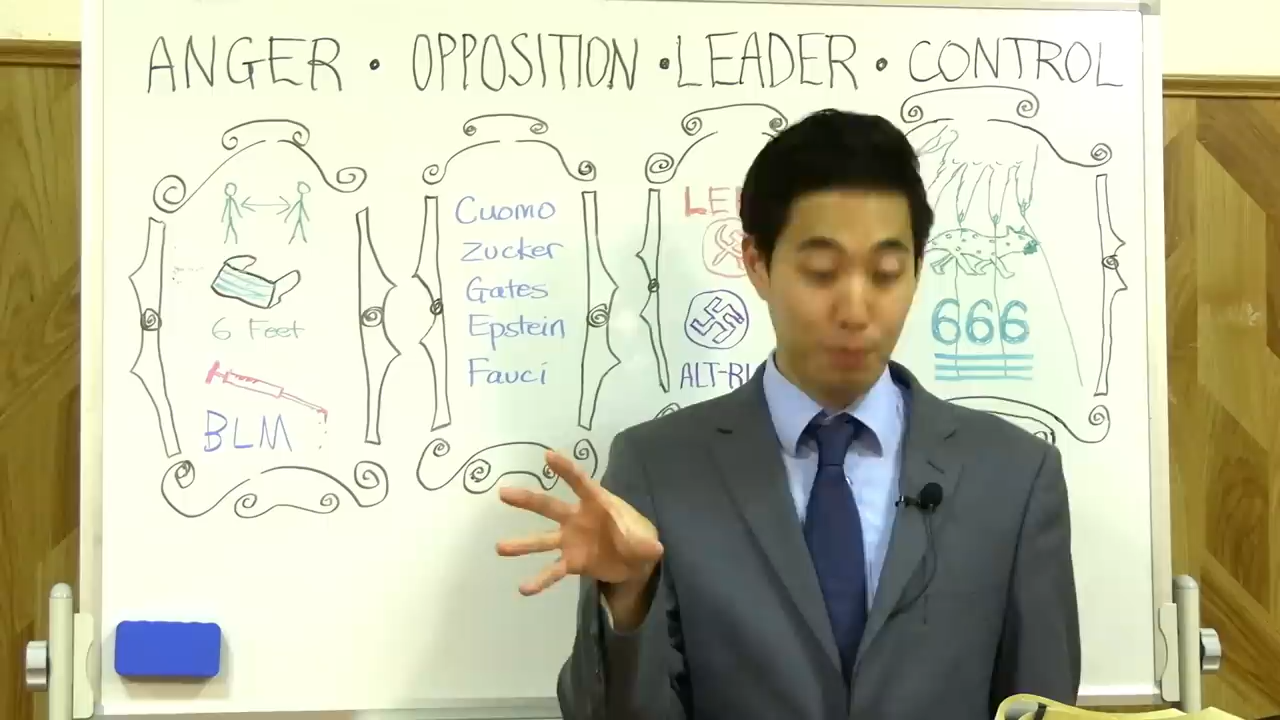 ANGER • OPPOSITION • LEADER • CONTROL
6 Feet
BLM
Cuomo
Zucker
Gates
Epstein
Fauci
666